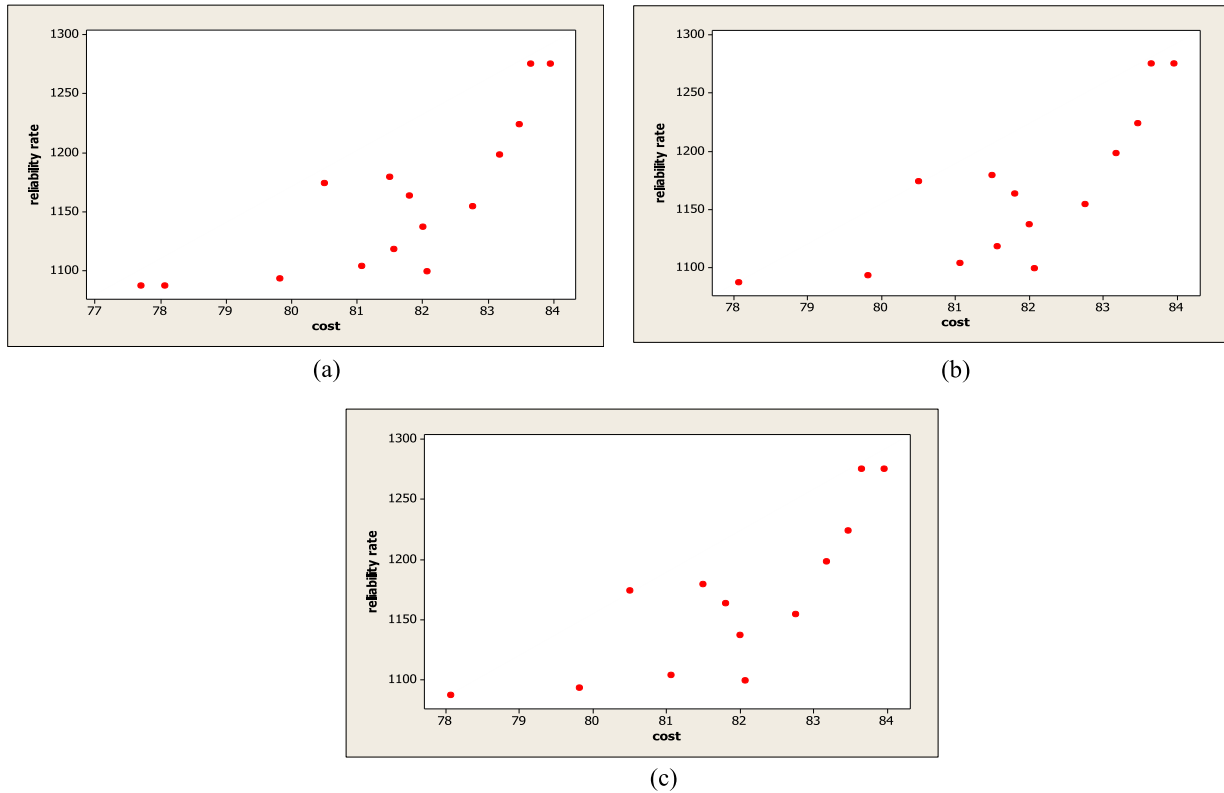 1300
1250
1200
1150
1100
reliability rate
77 78 79 80 81 82 83 84
cost
(a)
1300
1250
1200
1150
1100
reliability rate
78 79 80 81 82 83 84
cost
(b)
1300
1250
1200
1150
1100
reliability rate
78 79 80 81 82 83 84
cost
(c)